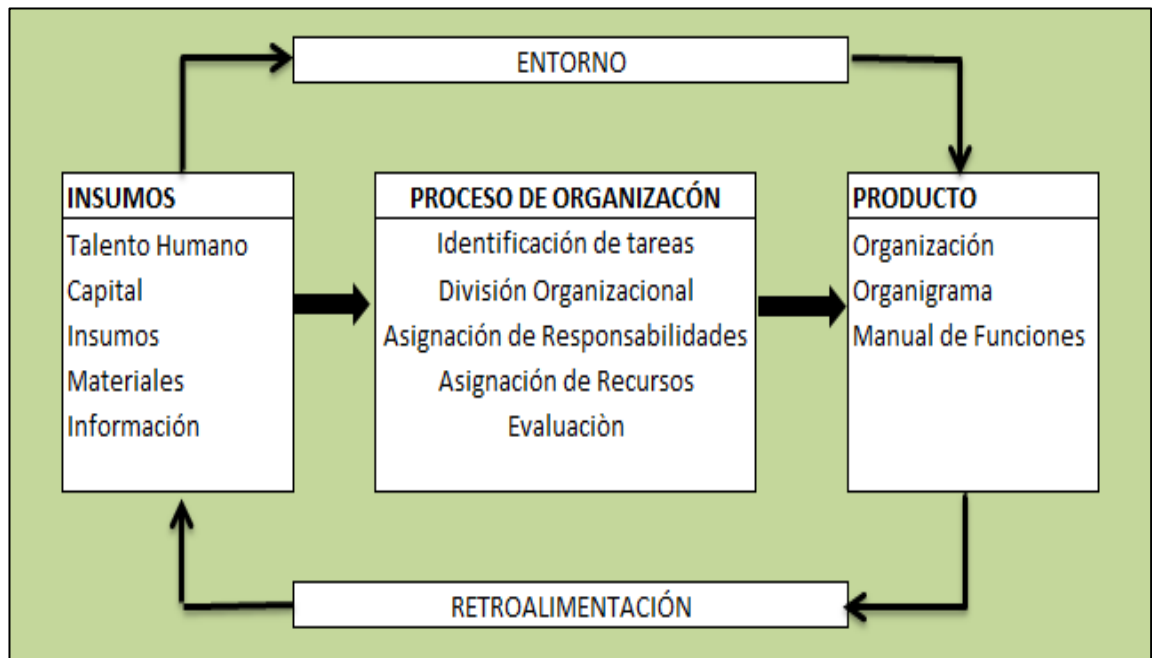 ENTORNO
INSUMOS
Talento Humano
Capital
Insumos
Materiales
Información
PROCESO DE ORGANIZACÓN
Identificación de tareas
División Organizacional
Asignación de Responsabilidades
Asignación de Recursos
Evaluaciòn
PRODUCTO
Organización
Organigrama
Manual de Funciones
RETROALIMENTACIÓN